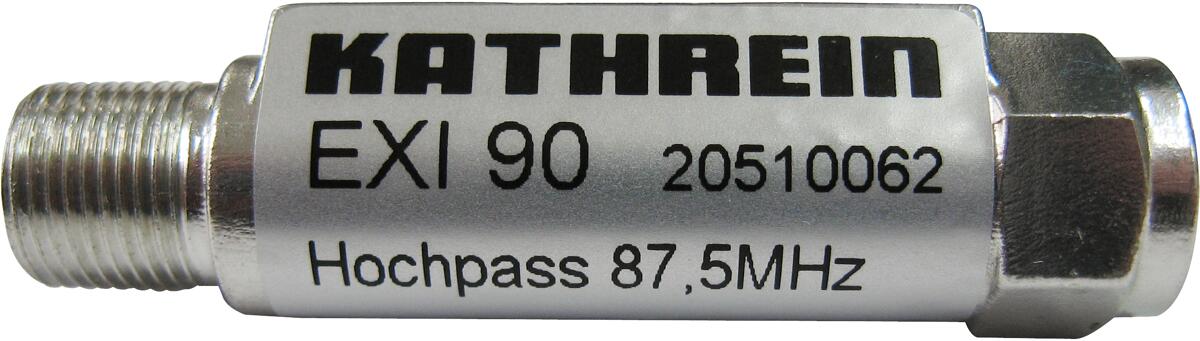 KATHREIN
EXI 90 20510062
Hochpass 87,5MHz